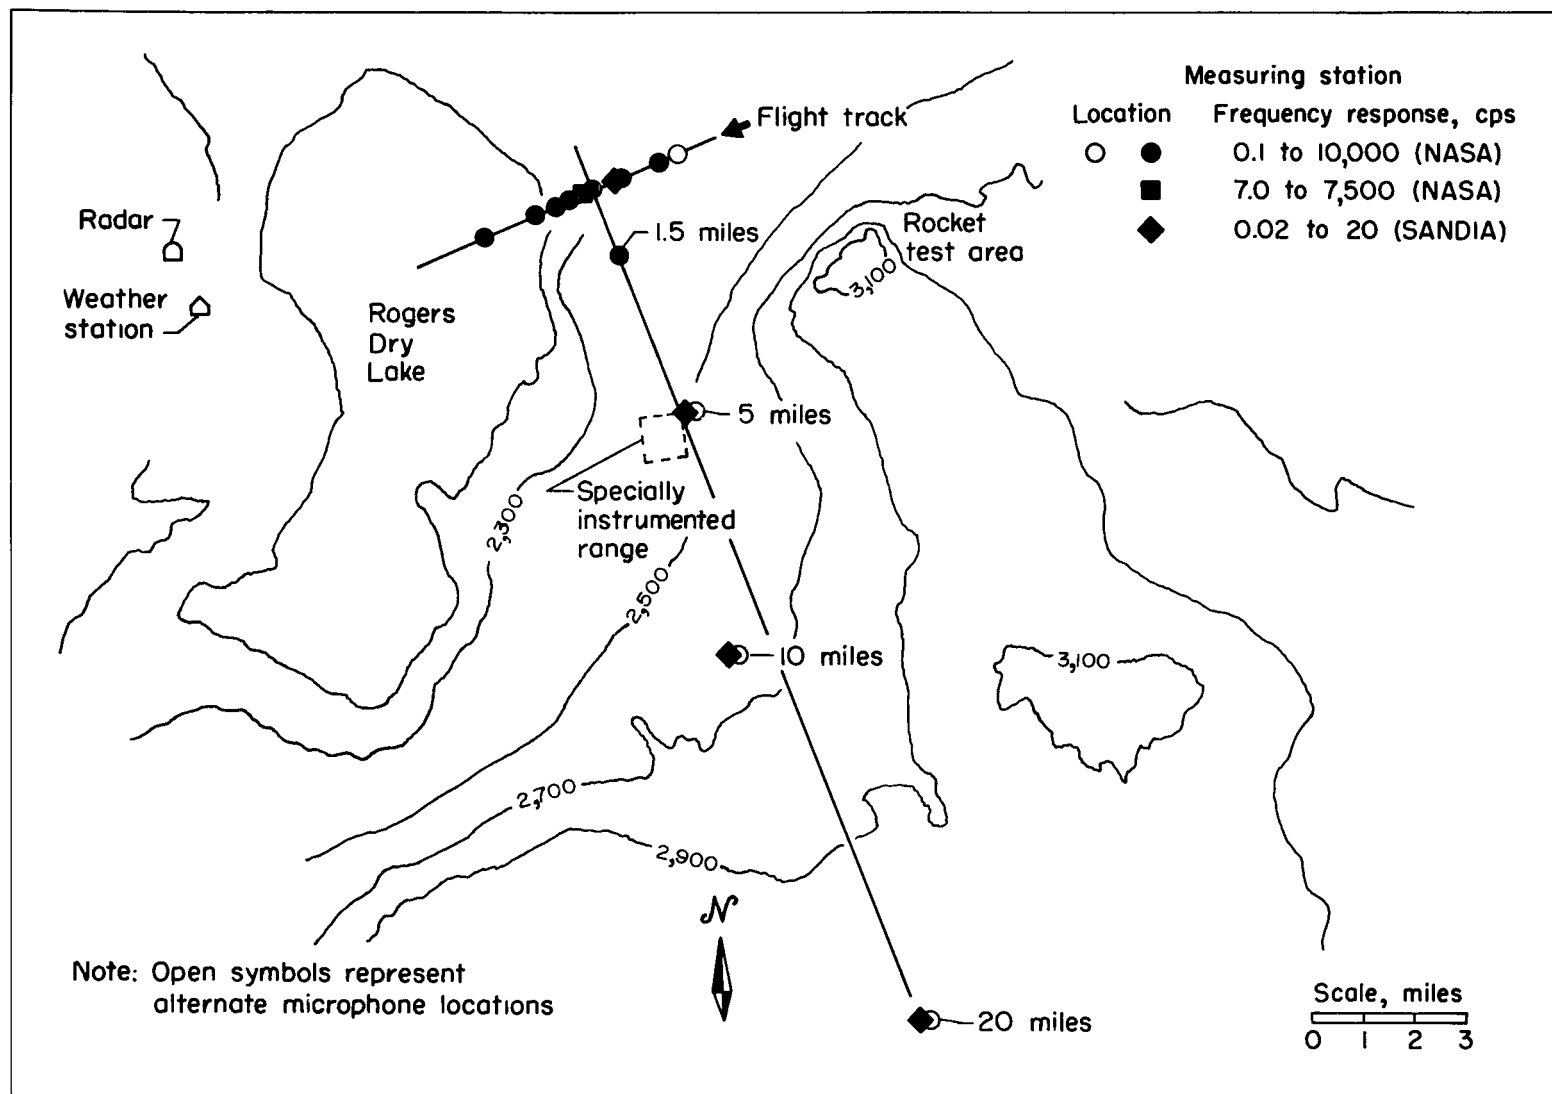 Measuring station
Location Frequency response, cps
0.1 to 10,000 (NASA)
7.0 to 7,500 (NASA)
0.02 to 20 (SANDIA)
Flight track
Radar
Weather
station
Rogers
Dry
Lake
1.5 miles
Rocket
test area
3,100
5 miles
Specially
instrumented
range
2,300
2,500
10 miles
3,100
2,700
2,900
N
Note: Open symbols represent
alternate microphone locations
20 miles
Scale, miles
0 1 2 3